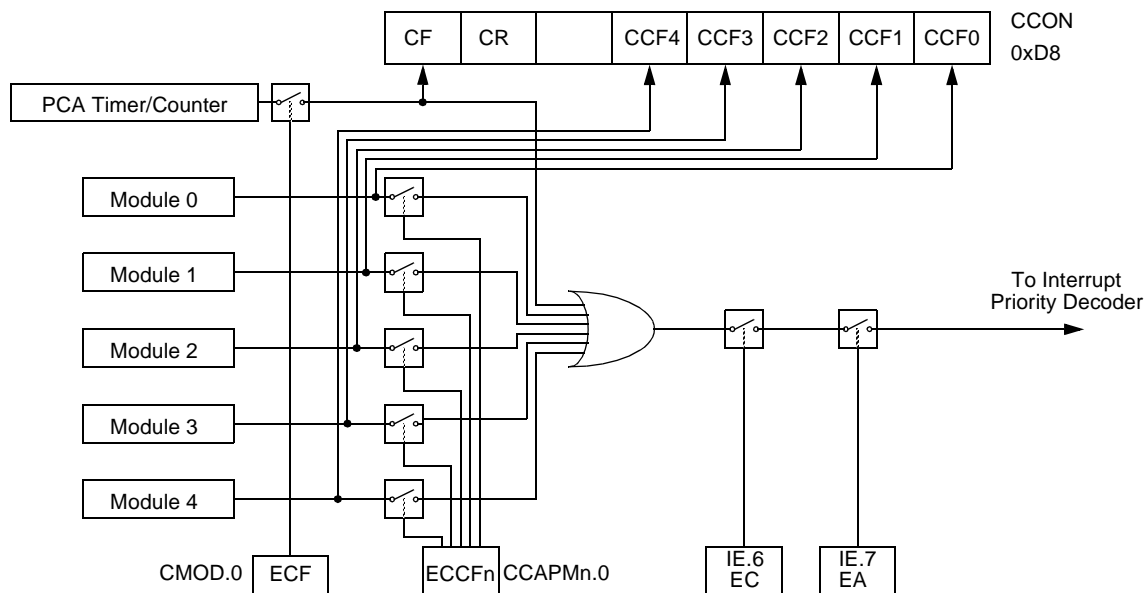 CF CR CCF4 CCF3 CCF2 CCF1 CCF0
CCON
0xD8
PCA Timer/Counter
Module 0
Module 1
Module 2
Module 3
Module 4
To Interrupt
Priority Decoder
CMOD.0 ECF
ECCFn CCAPMn.0
IE.6
EC
IE.7
EA